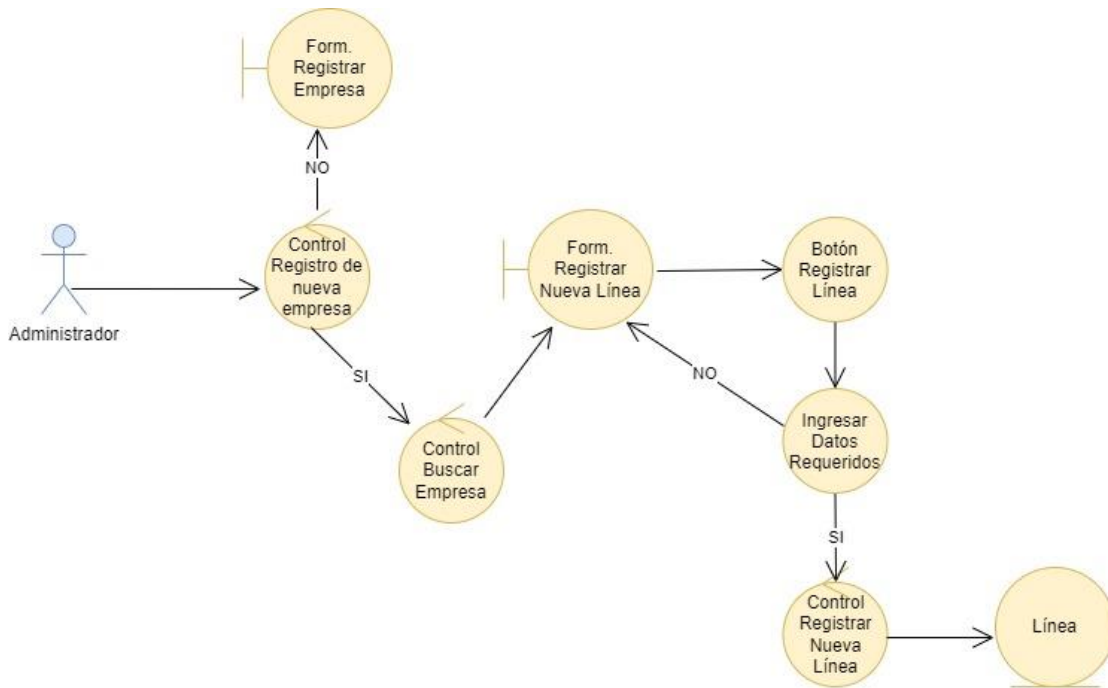 Form.
Registrar
Empresa
NO
Control
Registro de
nueva
empresa
Administrador
SI
Control
Buscar
Empresa
Form.
Registrar
Nueva Línea
Botón
Registrar
Línea
NO
Ingresar
Datos
Requeridos
SI
Control
Registrar
Nueva
Línea
Línea